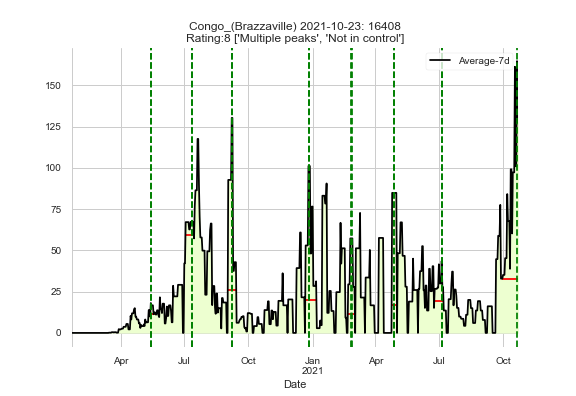 Congo_(Brazzaville) 2021-10-23: 16408
Rating:8 ['Multiple peaks', 'Not in control']
Average-7d
150
125
100
75
50
25
0
Apr
Jul
Oct
Jan
2021
Apr
Jul
Oct
Date